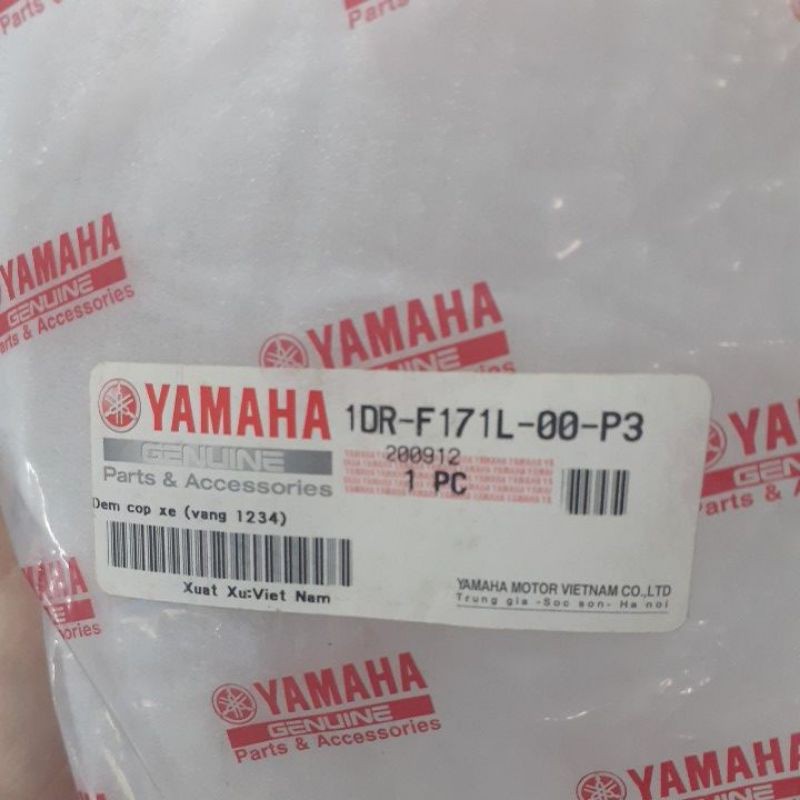 Parts & Accessories
Parts
YAMAHA
GENUINE
Parts & Accessories
YAMAHA
GENUINE
YAMAHA
GENUINE
Parts & Accessories
1DR-F171L-00-P3
200912
1 PC
Dem cop xe (vang 1234)
Xuat Xu:Viet Nam
YAMAHA MOTOR VIETNAM CO.,LTD
Trung gia -Soc son- Ha noi
YAMAHA
GENUINE
Parts &
YAMAHA
GENUINE
Parts & Accessories
YAMAHA